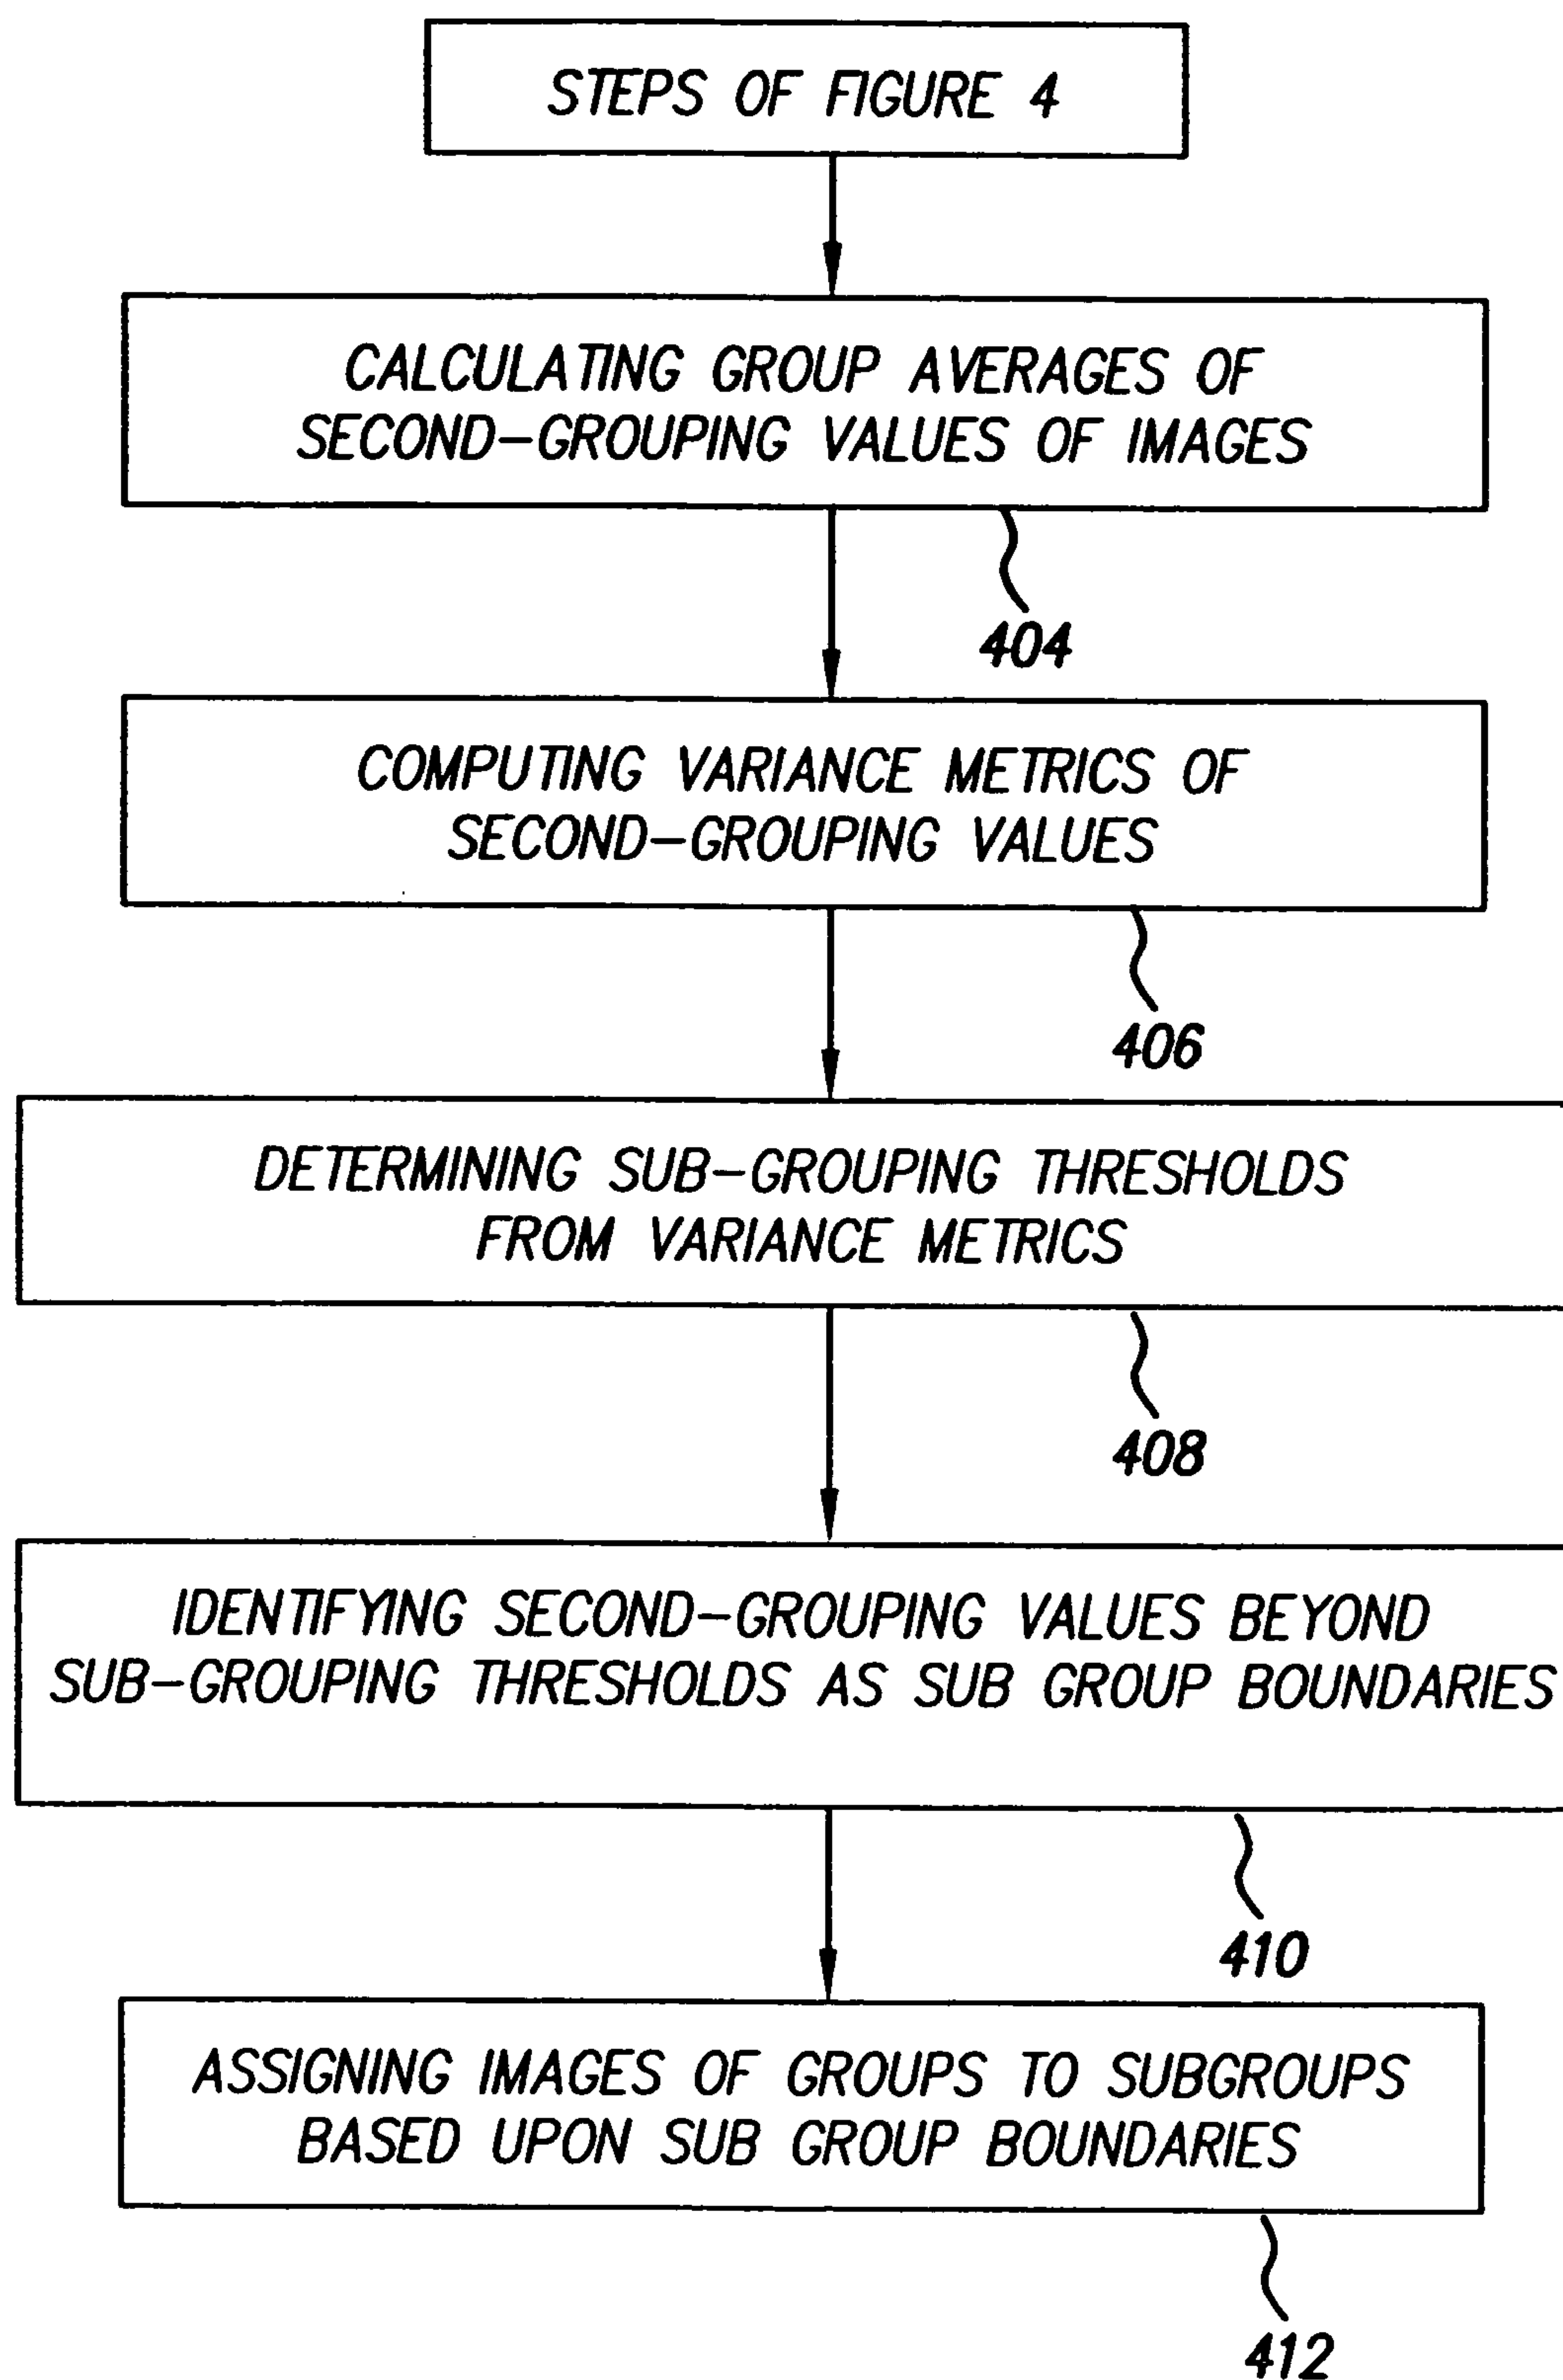 STEPS OF FIGURE 4
CALCULATING GROUP AVERAGES OF
SECOND-GROUPING VALUES OF IMAGES
404
COMPUTING VARIANCE METRICS OF
SECOND-GROUPING VALUES
406
DETERMINING SUB-GROUPING THRESHOLDS
FROM VARIANCE METRICS
408
IDENTIFYING SECOND-GROUPING VALUES BEYOND
SUB-GROUPING THRESHOLDS AS SUB GROUP BOUNDARIES
410
ASSIGNING IMAGES OF GROUPS TO SUBGROUPS
BASED UPON SUB GROUP BOUNDARIES
412